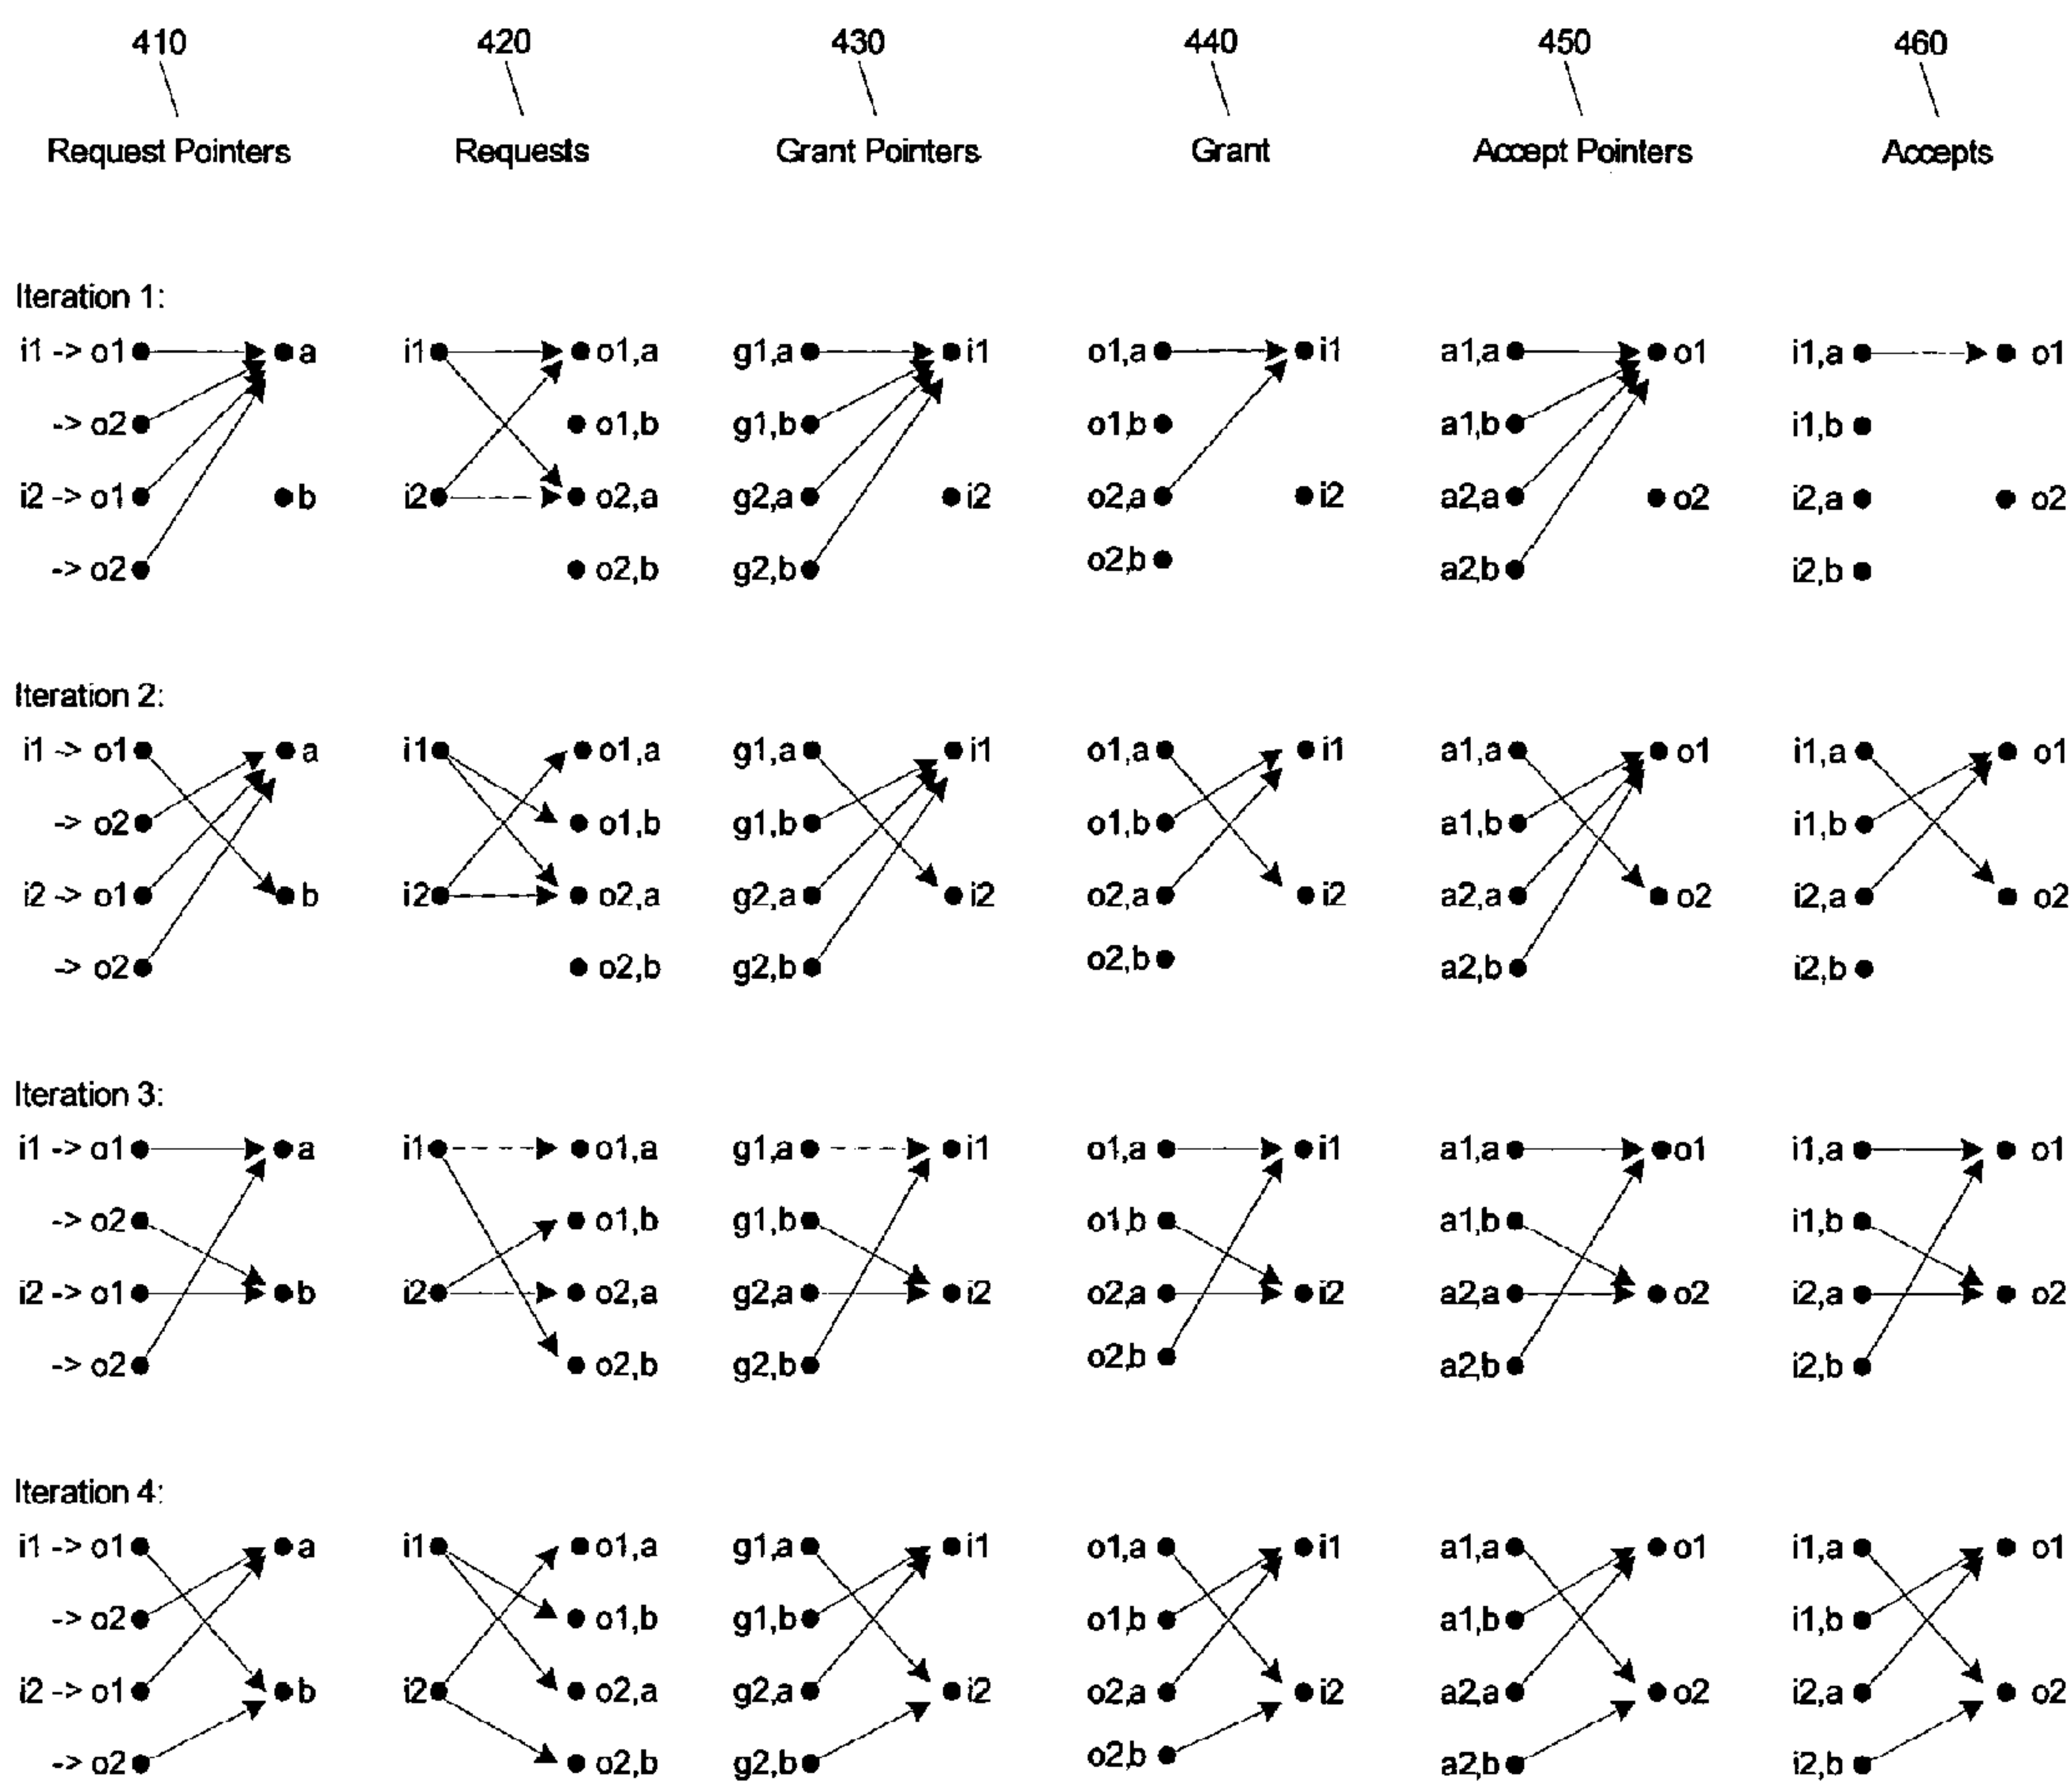 410 420 430 440 450 460
Request Pointers Requests Grant Pointers Grant Accept Pointers Accepts
Iteration 1:
i1 -> o1 a i1 o1,a g1,a i1 o1,a i1 a1,a o1 i1,a o1
-> o2 o1,b g1,b o1,b a1,b i1,b
i2 -> o1 b i2 o2,a g2,a i2 o2,a i2 a2,a o2 i2,a o2
-> o2 o2,b g2,b o2,b a2,b i2,b
Iteration 2:
i1 -> o1 a i1 o1,a g1,a i1 o1,a i1 a1,a o1 i1,a o1
-> o2 o1,b g1,b o1,b a1,b i1,b
i2 -> o1 b i2 o2,a g2,a i2 o2,a i2 a2,a o2 i2,a o2
-> o2 o2,b g2,b o2,b a2,b i2,b
Iteration 3:
i1 -> o1 a i1 o1,a g1,a i1 o1,a i1 a1,a o1 i1,a o1
-> o2 o1,b g1,b o1,b a1,b i1,b
i2 -> o1 b i2 o2,a g2,a i2 o2,a i2 a2,a o2 i2,a o2
-> o2 o2,b g2,b o2,b a2,b i2,b
Iteration 4:
i1 -> o1 a i1 o1,a g1,a i1 o1,a i1 a1,a o1 i1,a o1
-> o2 o1,b g1,b o1,b a1,b i1,b
i2 -> o1 b i2 o2,a g2,a i2 o2,a i2 a2,a o2 i2,a o2
-> o2 o2,b g2,b o2,b a2,b i2,b